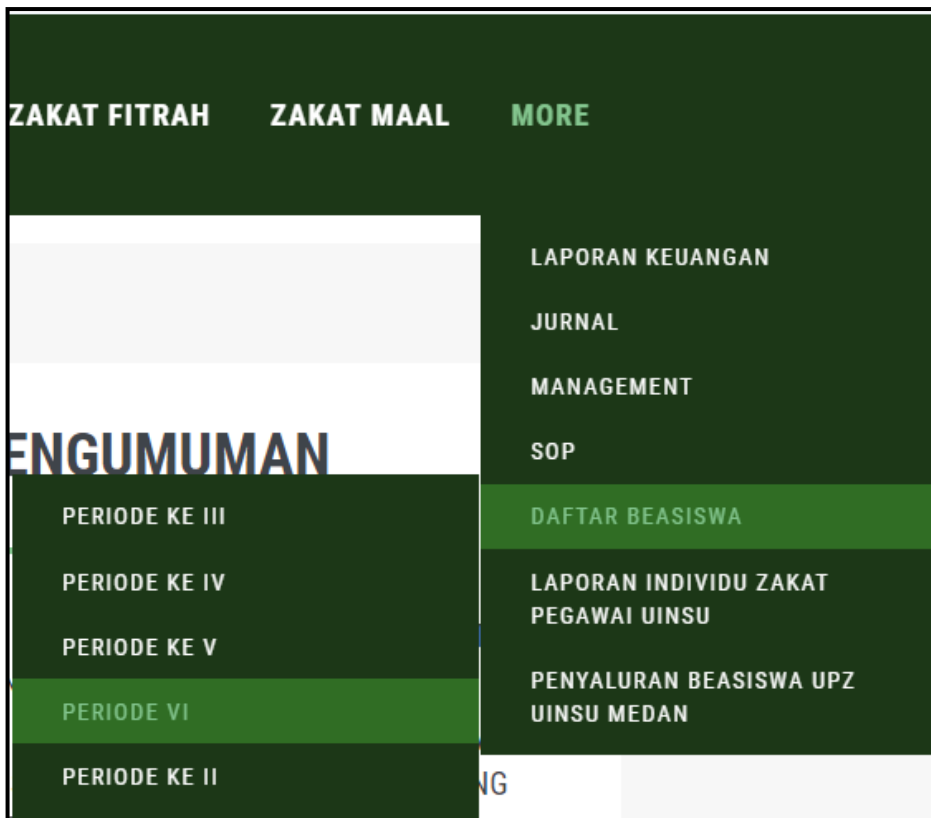 ZAKAT FITRAH ZAKAT MAAL MORE
LAPORAN KEUANGAN
JURNAL
MANAGEMENT
SOP
DAFTAR BEASISWA
LAPORAN INDIVIDU ZAKAT
PEGAWAI UINSU
PENYALURAN BEASISWA UPZ
UINSU MEDAN
ENGUMUMAN
PERIODE KE III
PERIODE KE IV
PERIODE KE V
PERIODE VI
PERIODE KE II
NG